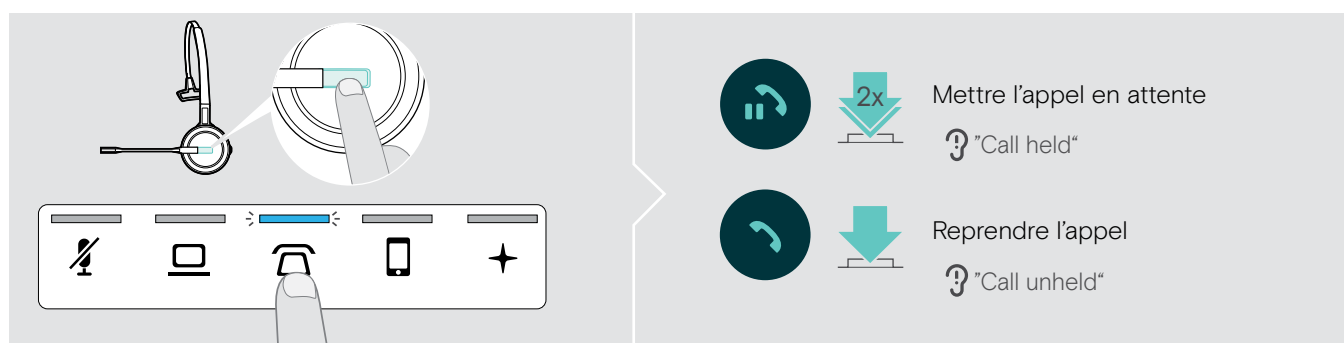 2x
Mettre l’appel en attente
”Call held“
Reprendre l’appel
”Call unheld“